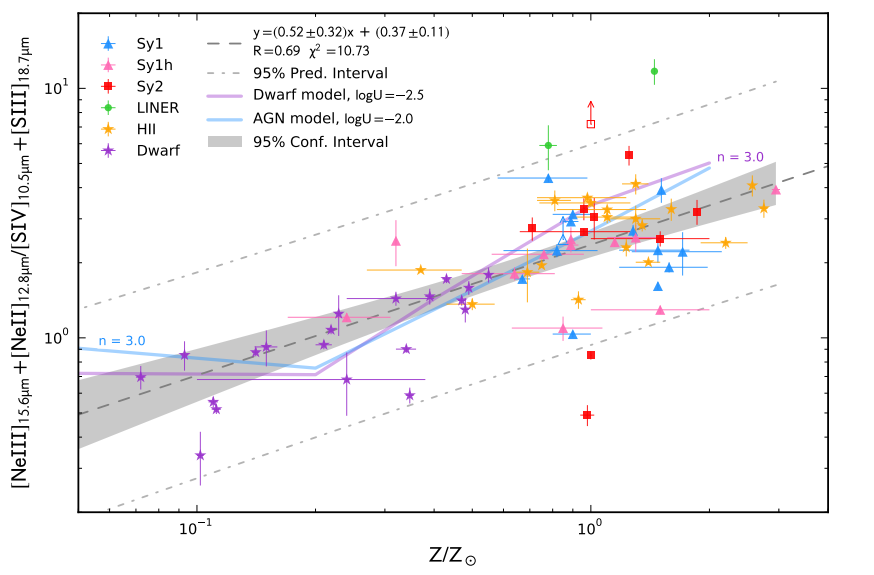 [NeIII]15.6μm+[NeII]12.8μm/[SIV]10.5μm+[SIII]18.7μm
10¹
10⁰
Sy1
Sy1h
Sy2
LINER
HII
Dwarf
y=(0.52±0.32)x + (0.37±0.11)
R=0.69 χ² =10.73
95% Pred. Interval
Dwarf model, logU=−2.5
AGN model, logU=−2.0
95% Conf. Interval
n = 3.0
n = 3.0
10⁻¹
10⁰
Z/Z⊙